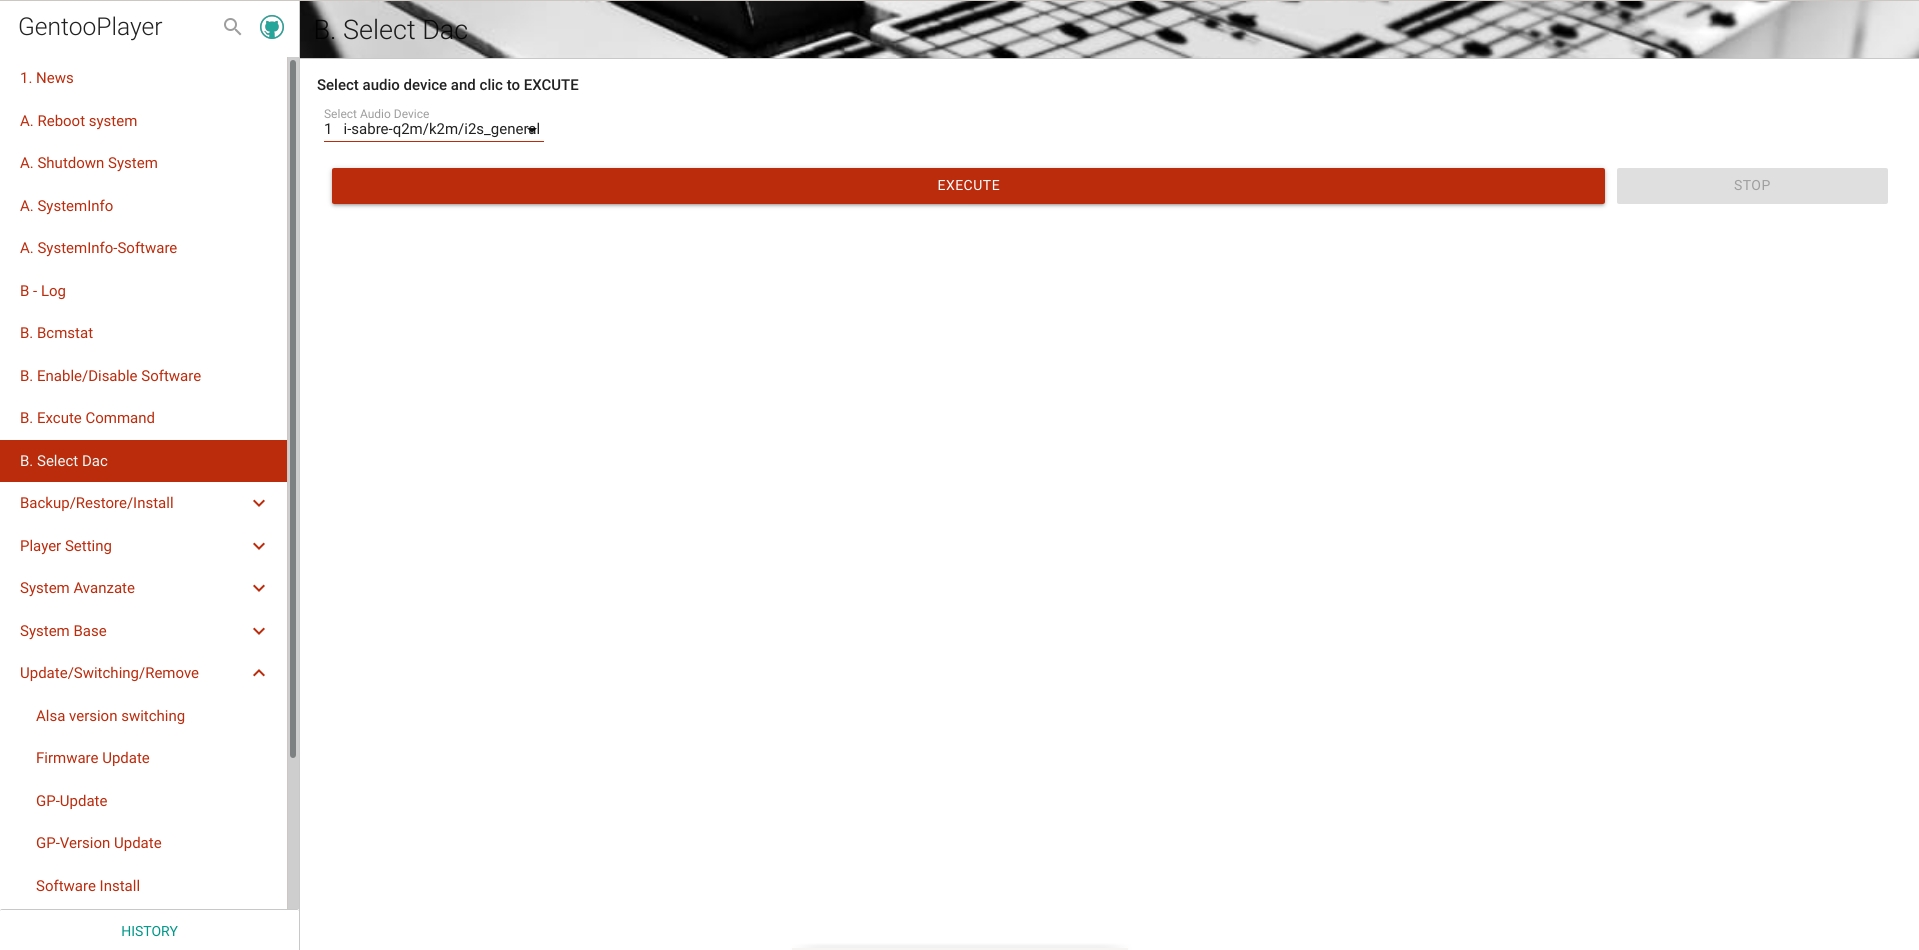 GentooPlayer
1. News
A. Reboot system
A. Shutdown System
A. SystemInfo
A. SystemInfo-Software
B - Log
B. Bcmstat
B. Enable/Disable Software
B. Excute Command
B. Select Dac
Backup/Restore/Install
Player Setting
System Avanzate
System Base
Update/Switching/Remove
Alsa version switching
Firmware Update
GP-Update
GP-Version Update
Software Install
HISTORY
B. Select Dac
Select audio device and clic to EXCUTE
Select Audio Device
1 i-sabre-q2m/k2m/i2s_general
EXECUTE
STOP